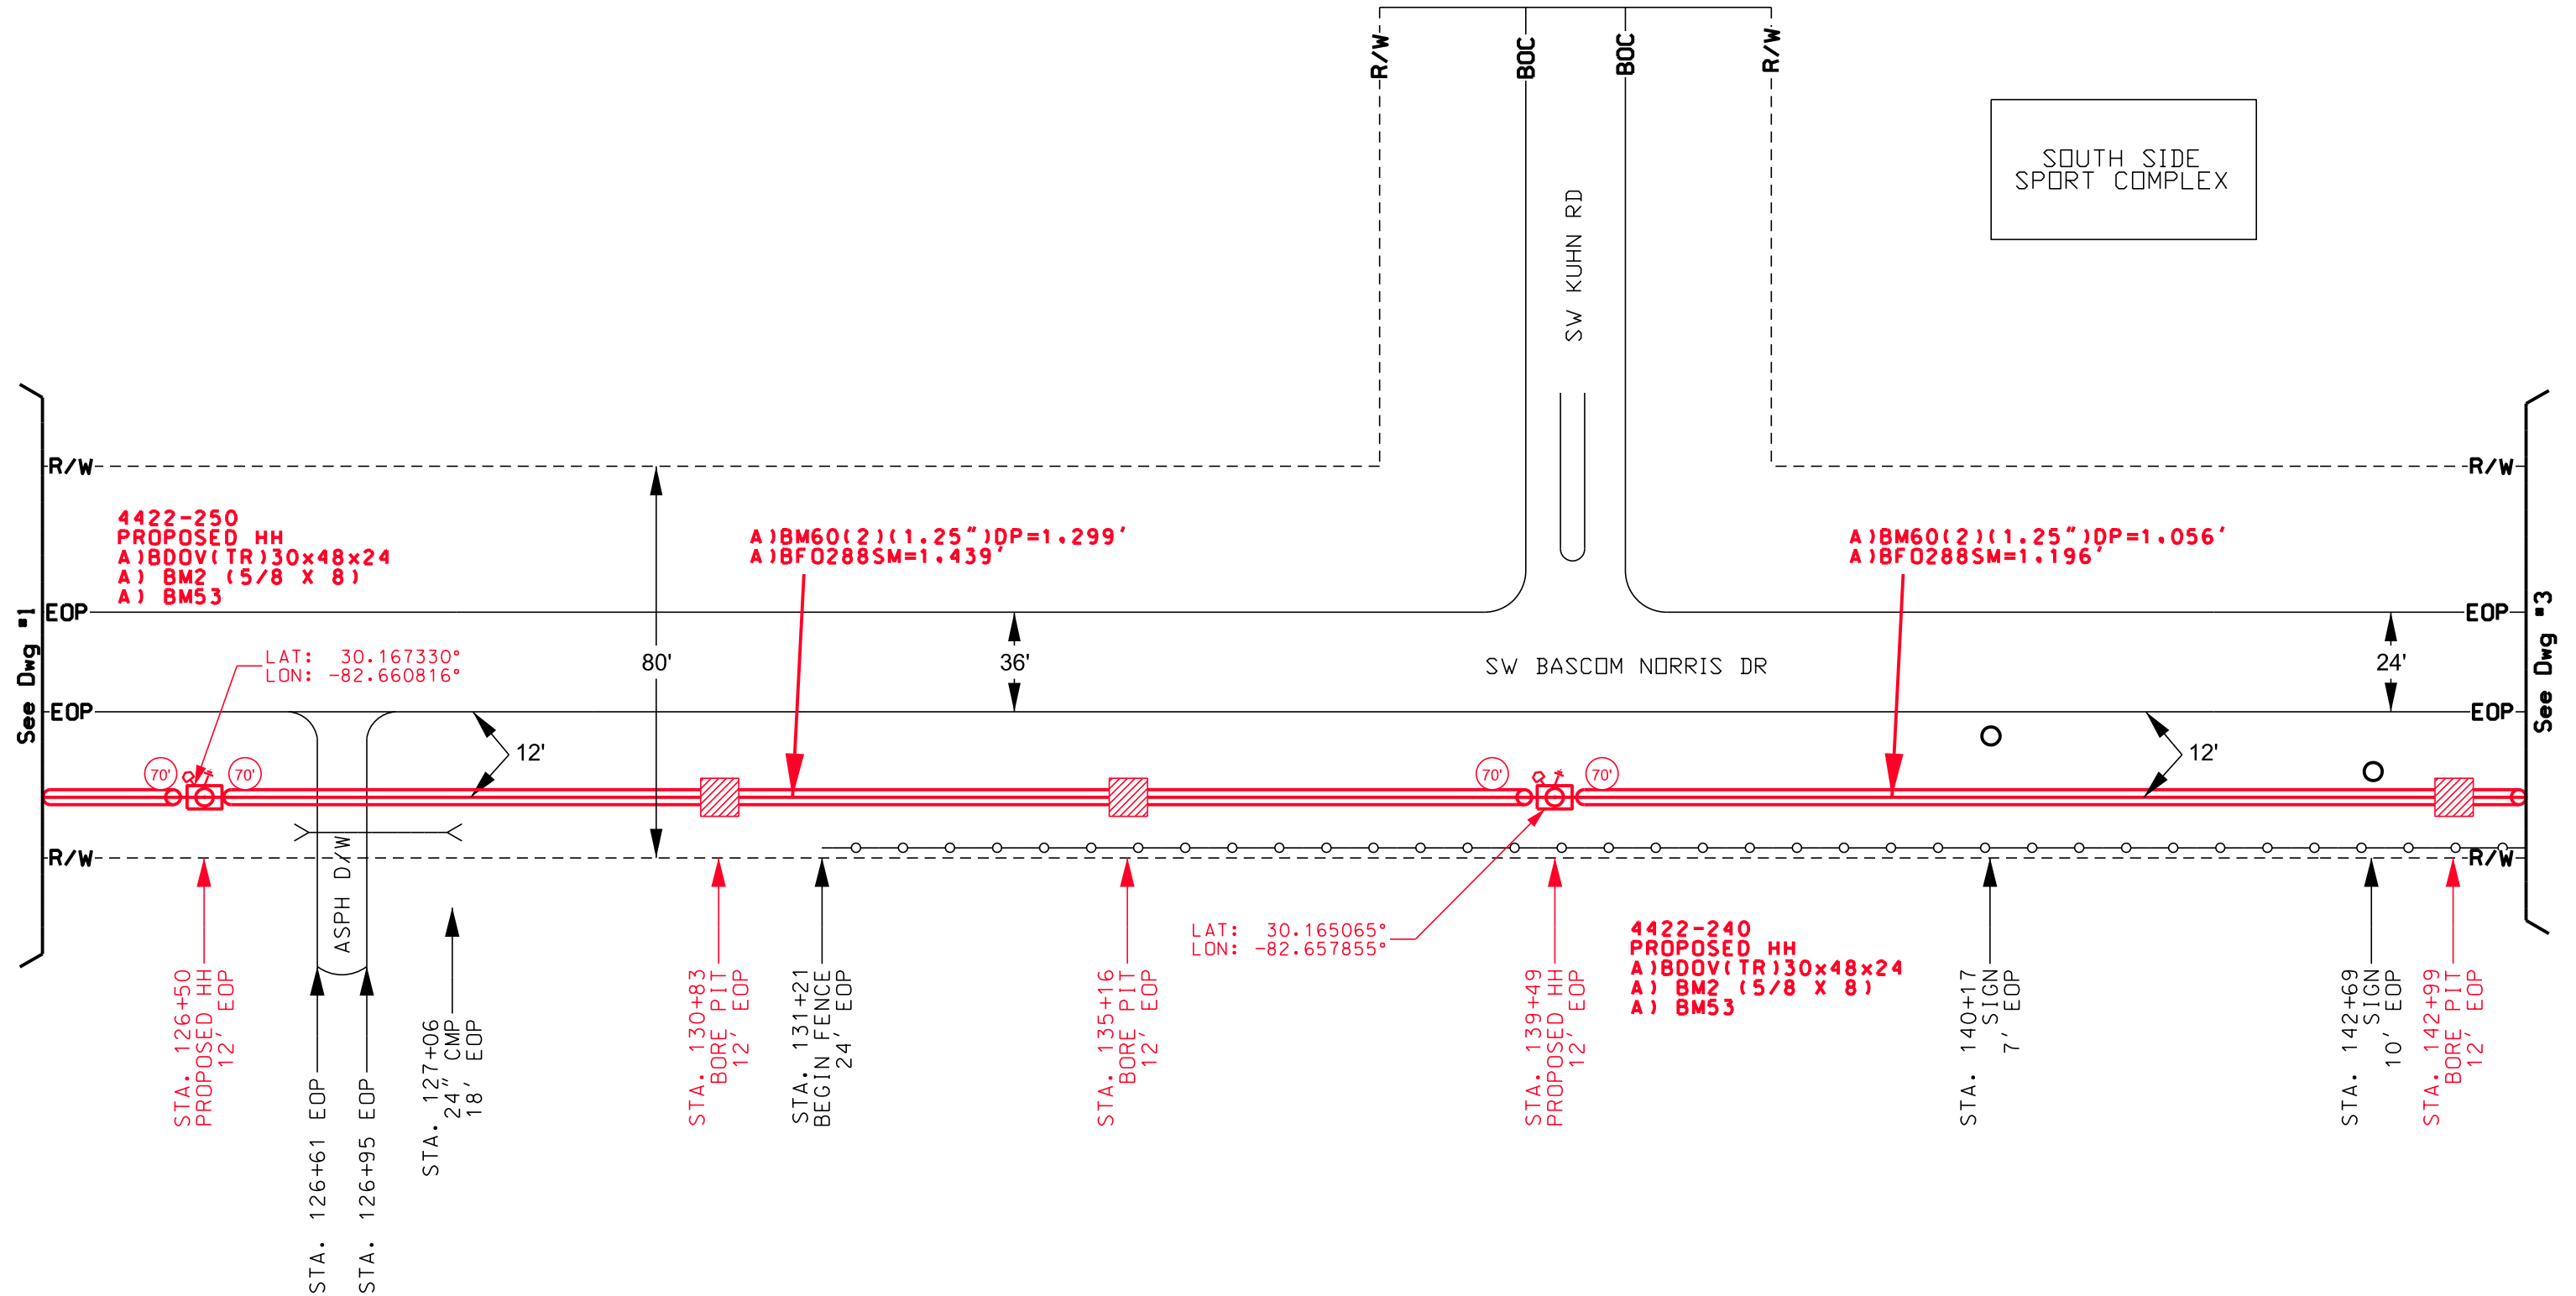 R/W
BOC
BOC
R/W
SOUTH SIDE
SPORT COMPLEX
SW KUHN RD
R/W
R/W
4422-250
PROPOSED HH
A)BDOV(TR)30x48x24
A) BM2 (5/8 X 8)
A) BM53
A)BM60(2)(1.25")DP=1,299'
A)BFO288SM=1,439'
A)BM60(2)(1.25")DP=1,056'
A)BFO288SM=1,196'
See Dwg #1
EOP
EOP
See Dwg #3
LAT: 30.167330°
LON: -82.660816°
80'
36'
SW BASCOM NORRIS DR
24'
EOP
EOP
12'
12'
70'
70'
70'
70'
R/W
R/W
ASPH D/W
LAT: 30.165065°
LON: -82.657855°
4422-240
PROPOSED HH
A)BDOV(TR)30x48x24
A) BM2 (5/8 X 8)
A) BM53
STA. 126+50
PROPOSED HH
12' EOP
STA. 126+61 EOP
STA. 126+95 EOP
STA. 127+06
24" CMP
18' EOP
STA. 130+83
BORE PIT
12' EOP
STA. 131+21
BEGIN FENCE
24' EOP
STA. 135+16
BORE PIT
12' EOP
STA. 139+49
PROPOSED HH
12' EOP
STA. 140+17
SIGN
7' EOP
STA. 142+69
SIGN
10' EOP
STA. 142+99
BORE PIT
12' EOP